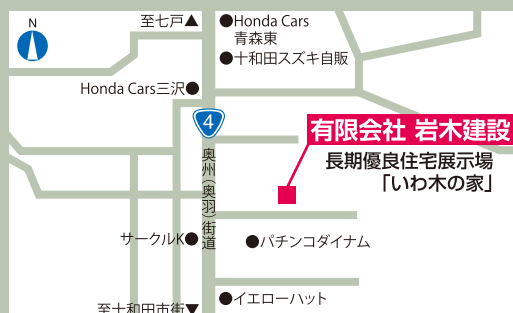 N
至七戸▲
●Honda Cars
青森東
●十和田スズキ自販
Honda Cars三沢●
4
有限会社 岩木建設
長期優良住宅展示場
「いわ木の家」
奥州(奥羽)街道
サークルK●
●パチンコダイナム
●イエローハット
至十和田市街▼